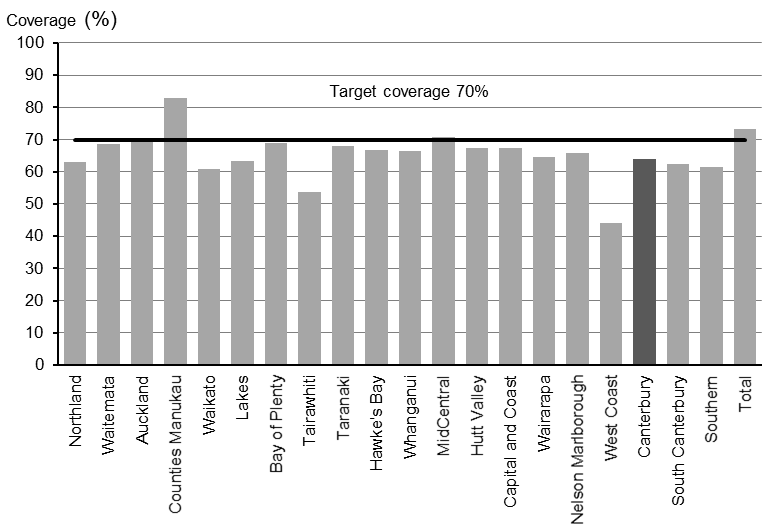 Coverage (%)
100
90
80
70
60
50
40
30
20
10
0
Target coverage 70%
Northland
Waitemata
Auckland
Counties Manukau
Waikato
Lakes
Bay of Plenty
Tairawhiti
Taranaki
Hawke's Bay
Whanganui
MidCentral
Hutt Valley
Capital and Coast
Wairarapa
Nelson Marlborough
West Coast
Canterbury
South Canterbury
Southern
Total